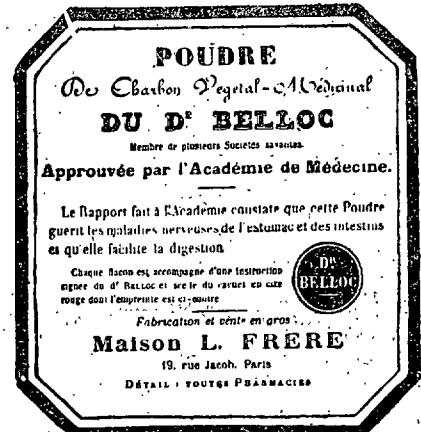 POUDRE
De Charbon Vegetal-Médicinal
DU Dr BELLOC
Membre de plusieurs Sociétés savantes.
Approuvée par l'Académie de Médecine.
Le Rapport fait à l'Académie constate que cette Poudre
guérit les maladies nerveuses de l'estomac et des intestins
et qu'elle facilite la digestion
Chaque flacon est accompagné d'une instruction
signée du dr BELLOC et scellé du cachet en cire
rouge dont l'empreinte est ci-contre
Dr
BELLOC
Fabrication et vente en gros
Maison L. FRERE
19, rue Jacob, Paris
DÉTAIL : TOUTES PHARMACIES